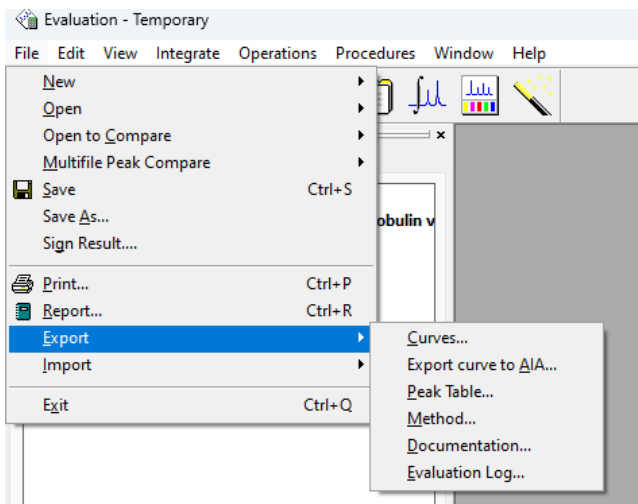 Evaluation - Temporary
File Edit View Integrate Operations Procedures Window Help
New
Open
Open to Compare
Multifile Peak Compare
Save Ctrl+S
Save As...
obulin v
Sign Result....
Print... Ctrl+P
Report... Ctrl+R
Export
Curves...
Import
Export curve to AIA...
Peak Table...
Exit Ctrl+Q
Method...
Documentation...
Evaluation Log...